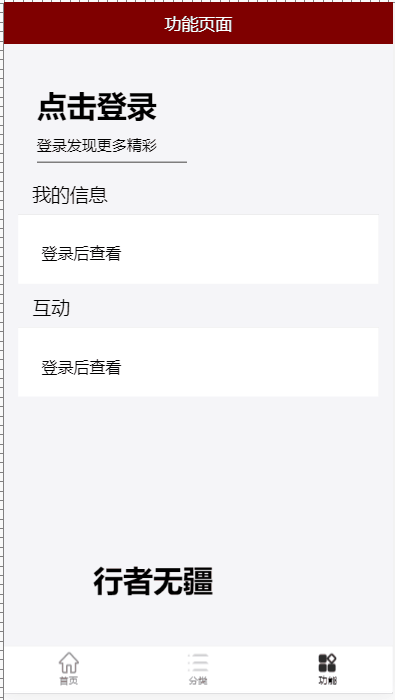 功能页面
点击登录
登录发现更多精彩
我的信息
登录后查看
互动
登录后查看
行者无疆
首页
分类
功能